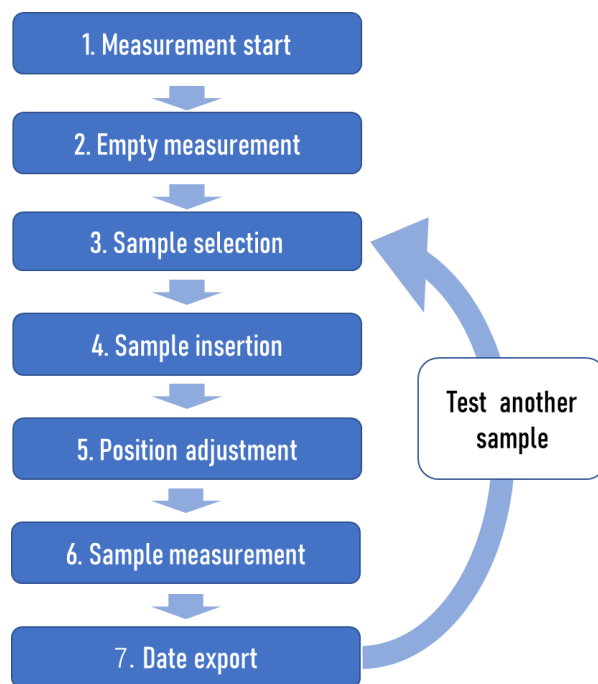 1. Measurement start
2. Empty measurement
3. Sample selection
4. Sample insertion
5. Position adjustment
Test another
sample
6. Sample measurement
7. Date export